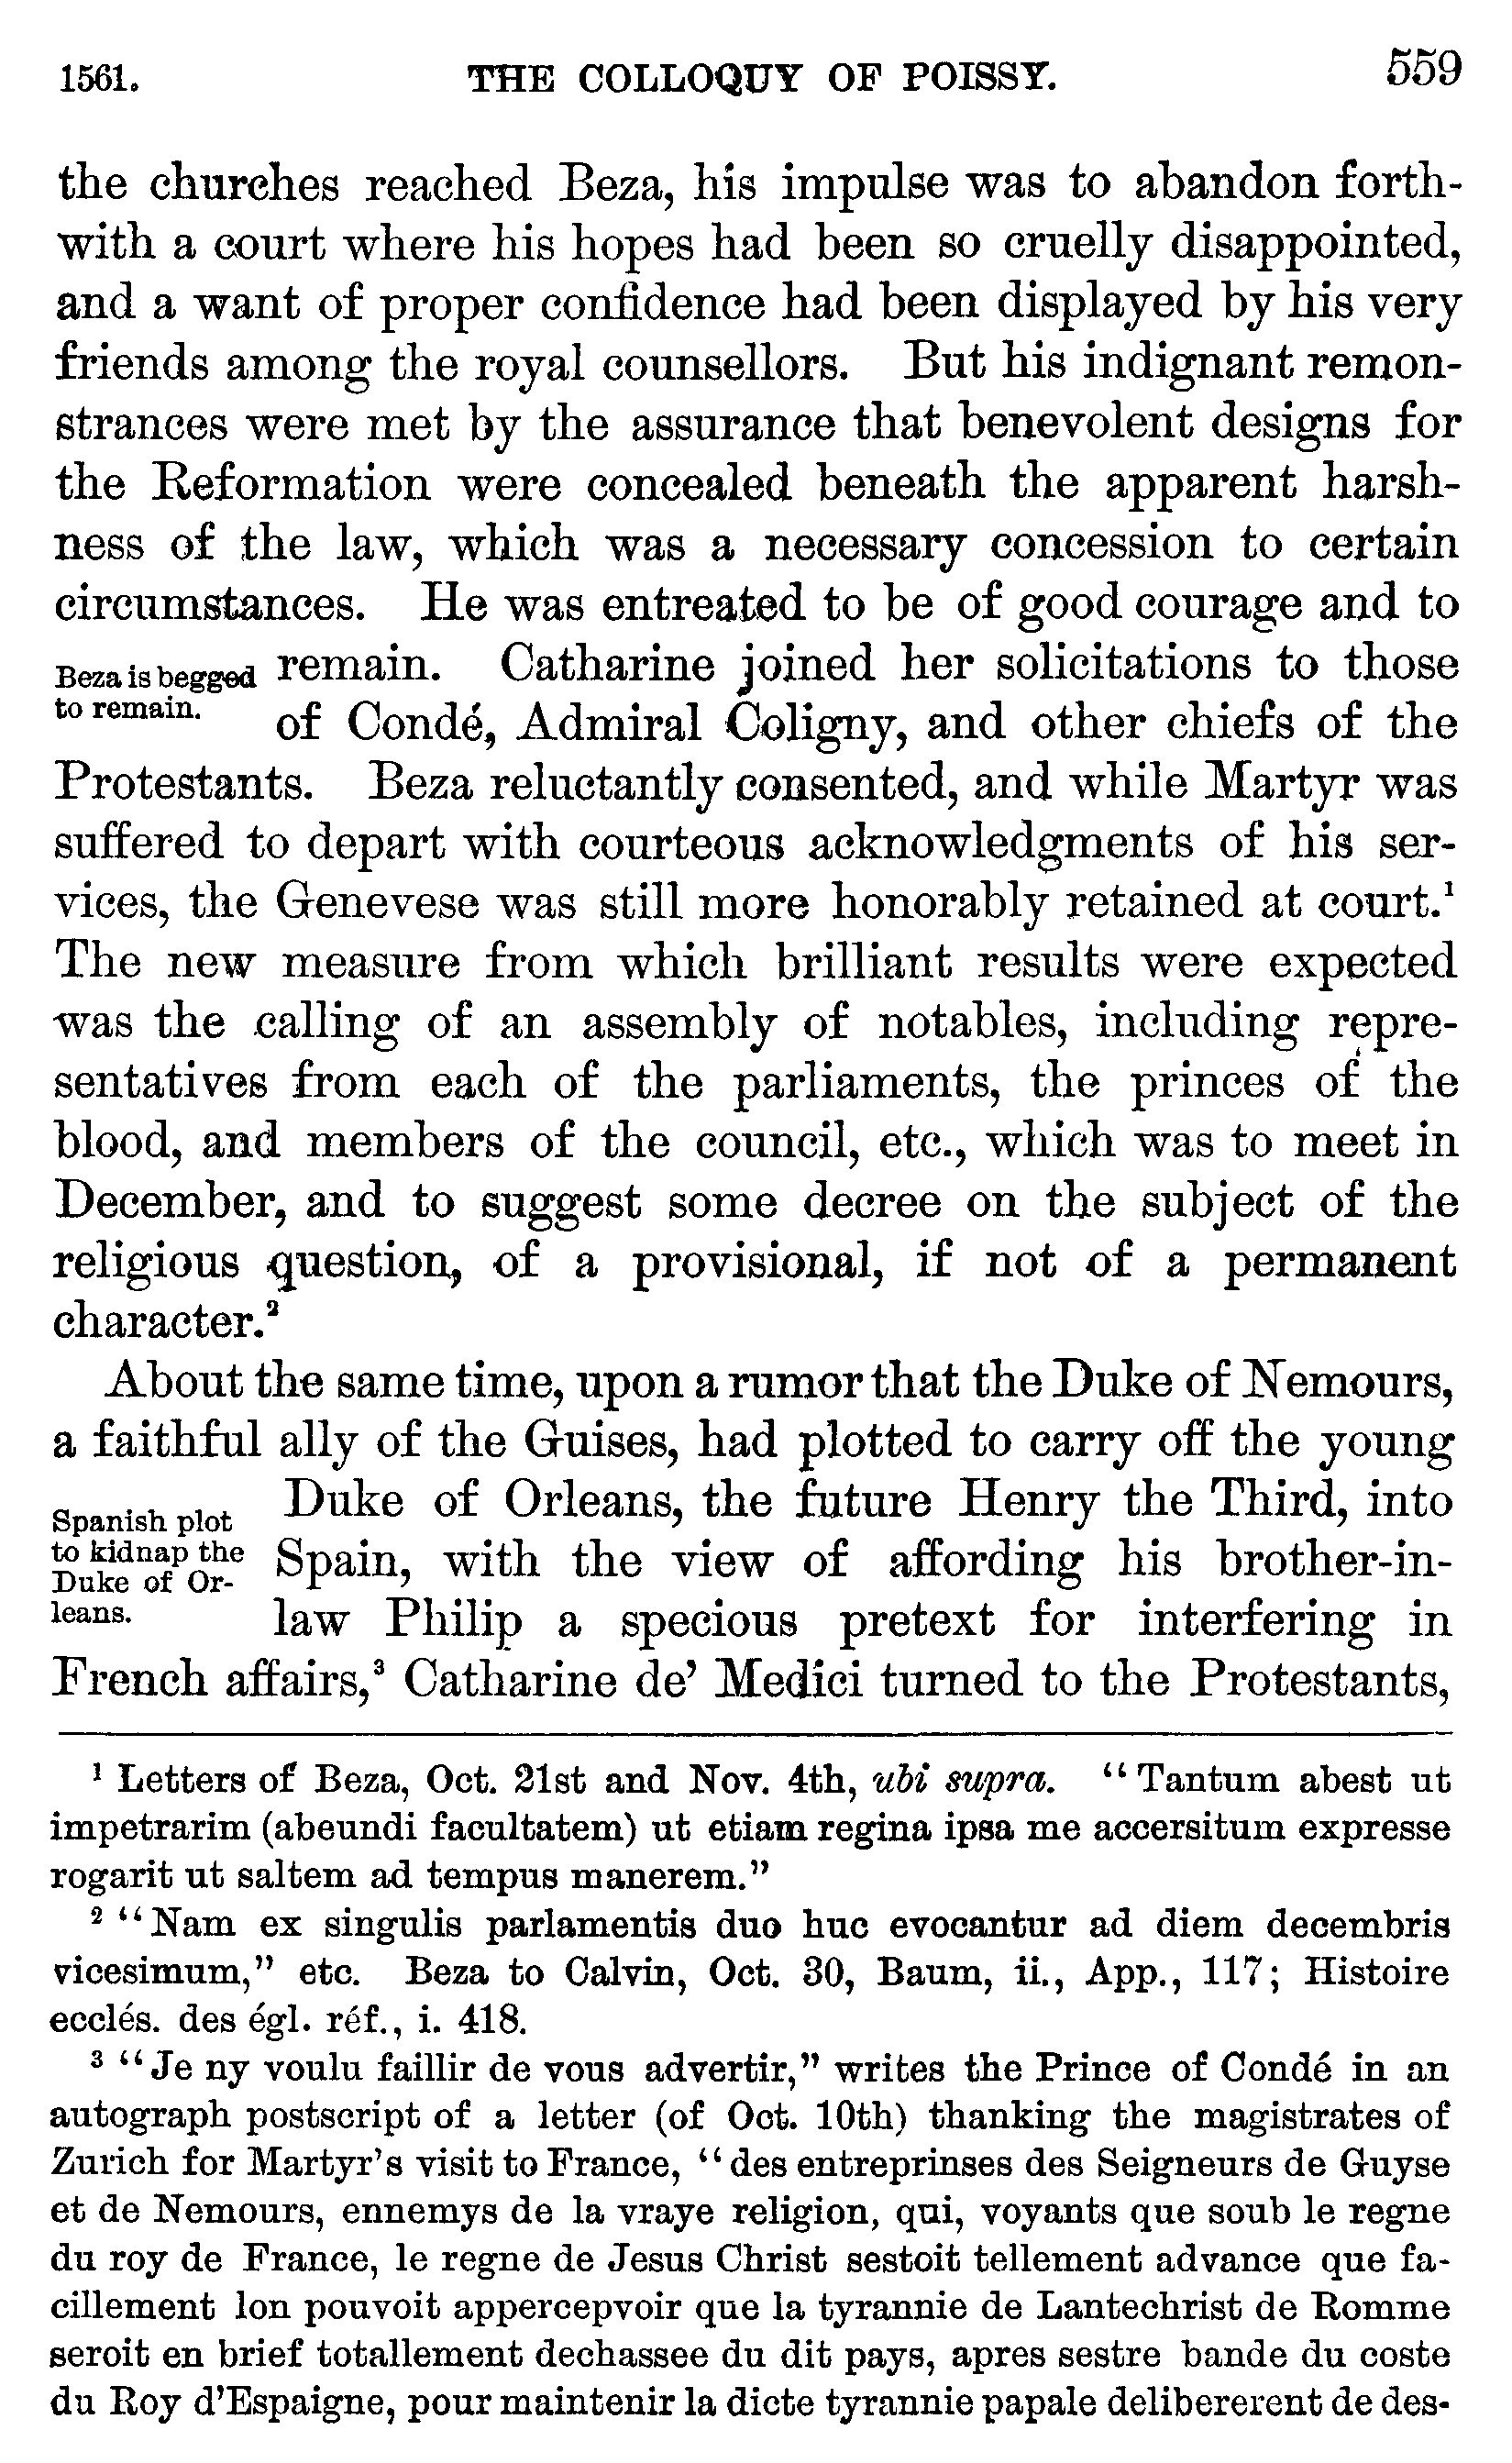 1561. THE COLLOQUY OF POISSY. 559
the churches reached Beza, his impulse was to abandon forth-
with a court where his hopes had been so cruelly disappointed,
and a want of proper confidence had been displayed by his very
friends among the royal counsellors. But his indignant remon-
strances were met by the assurance that benevolent designs for
the Reformation were concealed beneath the apparent harsh-
ness of the law, which was a necessary concession to certain
circumstances. He was entreated to be of good courage and to
Beza is begged
to remain.
remain. Catharine joined her solicitations to those
of Condé, Admiral Coligny, and other chiefs of the
Protestants. Beza reluctantly consented, and while Martyr was
suffered to depart with courteous acknowledgments of his ser-
vices, the Genevese was still more honorably retained at court.¹
The new measure from which brilliant results were expected
was the calling of an assembly of notables, including repre-
sentatives from each of the parliaments, the princes of the
blood, and members of the council, etc., which was to meet in
December, and to suggest some decree on the subject of the
religious question, of a provisional, if not of a permanent
character.²
About the same time, upon a rumor that the Duke of Nemours,
a faithful ally of the Guises, had plotted to carry off the young
Spanish plot
to kidnap the
Duke of Or-
leans.
Duke of Orleans, the future Henry the Third, into
Spain, with the view of affording his brother-in-
law Philip a specious pretext for interfering in
French affairs,³ Catharine de' Medici turned to the Protestants,
¹ Letters of Beza, Oct. 21st and Nov. 4th, ubi supra. "Tantum abest ut
impetrarim (abeundi facultatem) ut etiam regina ipsa me accersitum expresse
rogarit ut saltem ad tempus manerem."
² "Nam ex singulis parlamentis duo huc evocantur ad diem decembris
vicesimum," etc. Beza to Calvin, Oct. 30, Baum, ii., App., 117; Histoire
ecclés. des égl. réf., i. 418.
³ "Je ny voulu faillir de vous advertir," writes the Prince of Condé in an
autograph postscript of a letter (of Oct. 10th) thanking the magistrates of
Zurich for Martyr's visit to France, "des entreprinses des Seigneurs de Guyse
et de Nemours, ennemys de la vraye religion, qui, voyants que soub le regne
du roy de France, le regne de Jesus Christ sestoit tellement advance que fa-
cillement lon pouvoit appercepvoir que la tyrannie de Lantechrist de Romme
seroit en brief totallement dechassee du dit pays, apres sestre bande du coste
du Roy d'Espaigne, pour maintenir la dicte tyrannie papale delibererent de des-